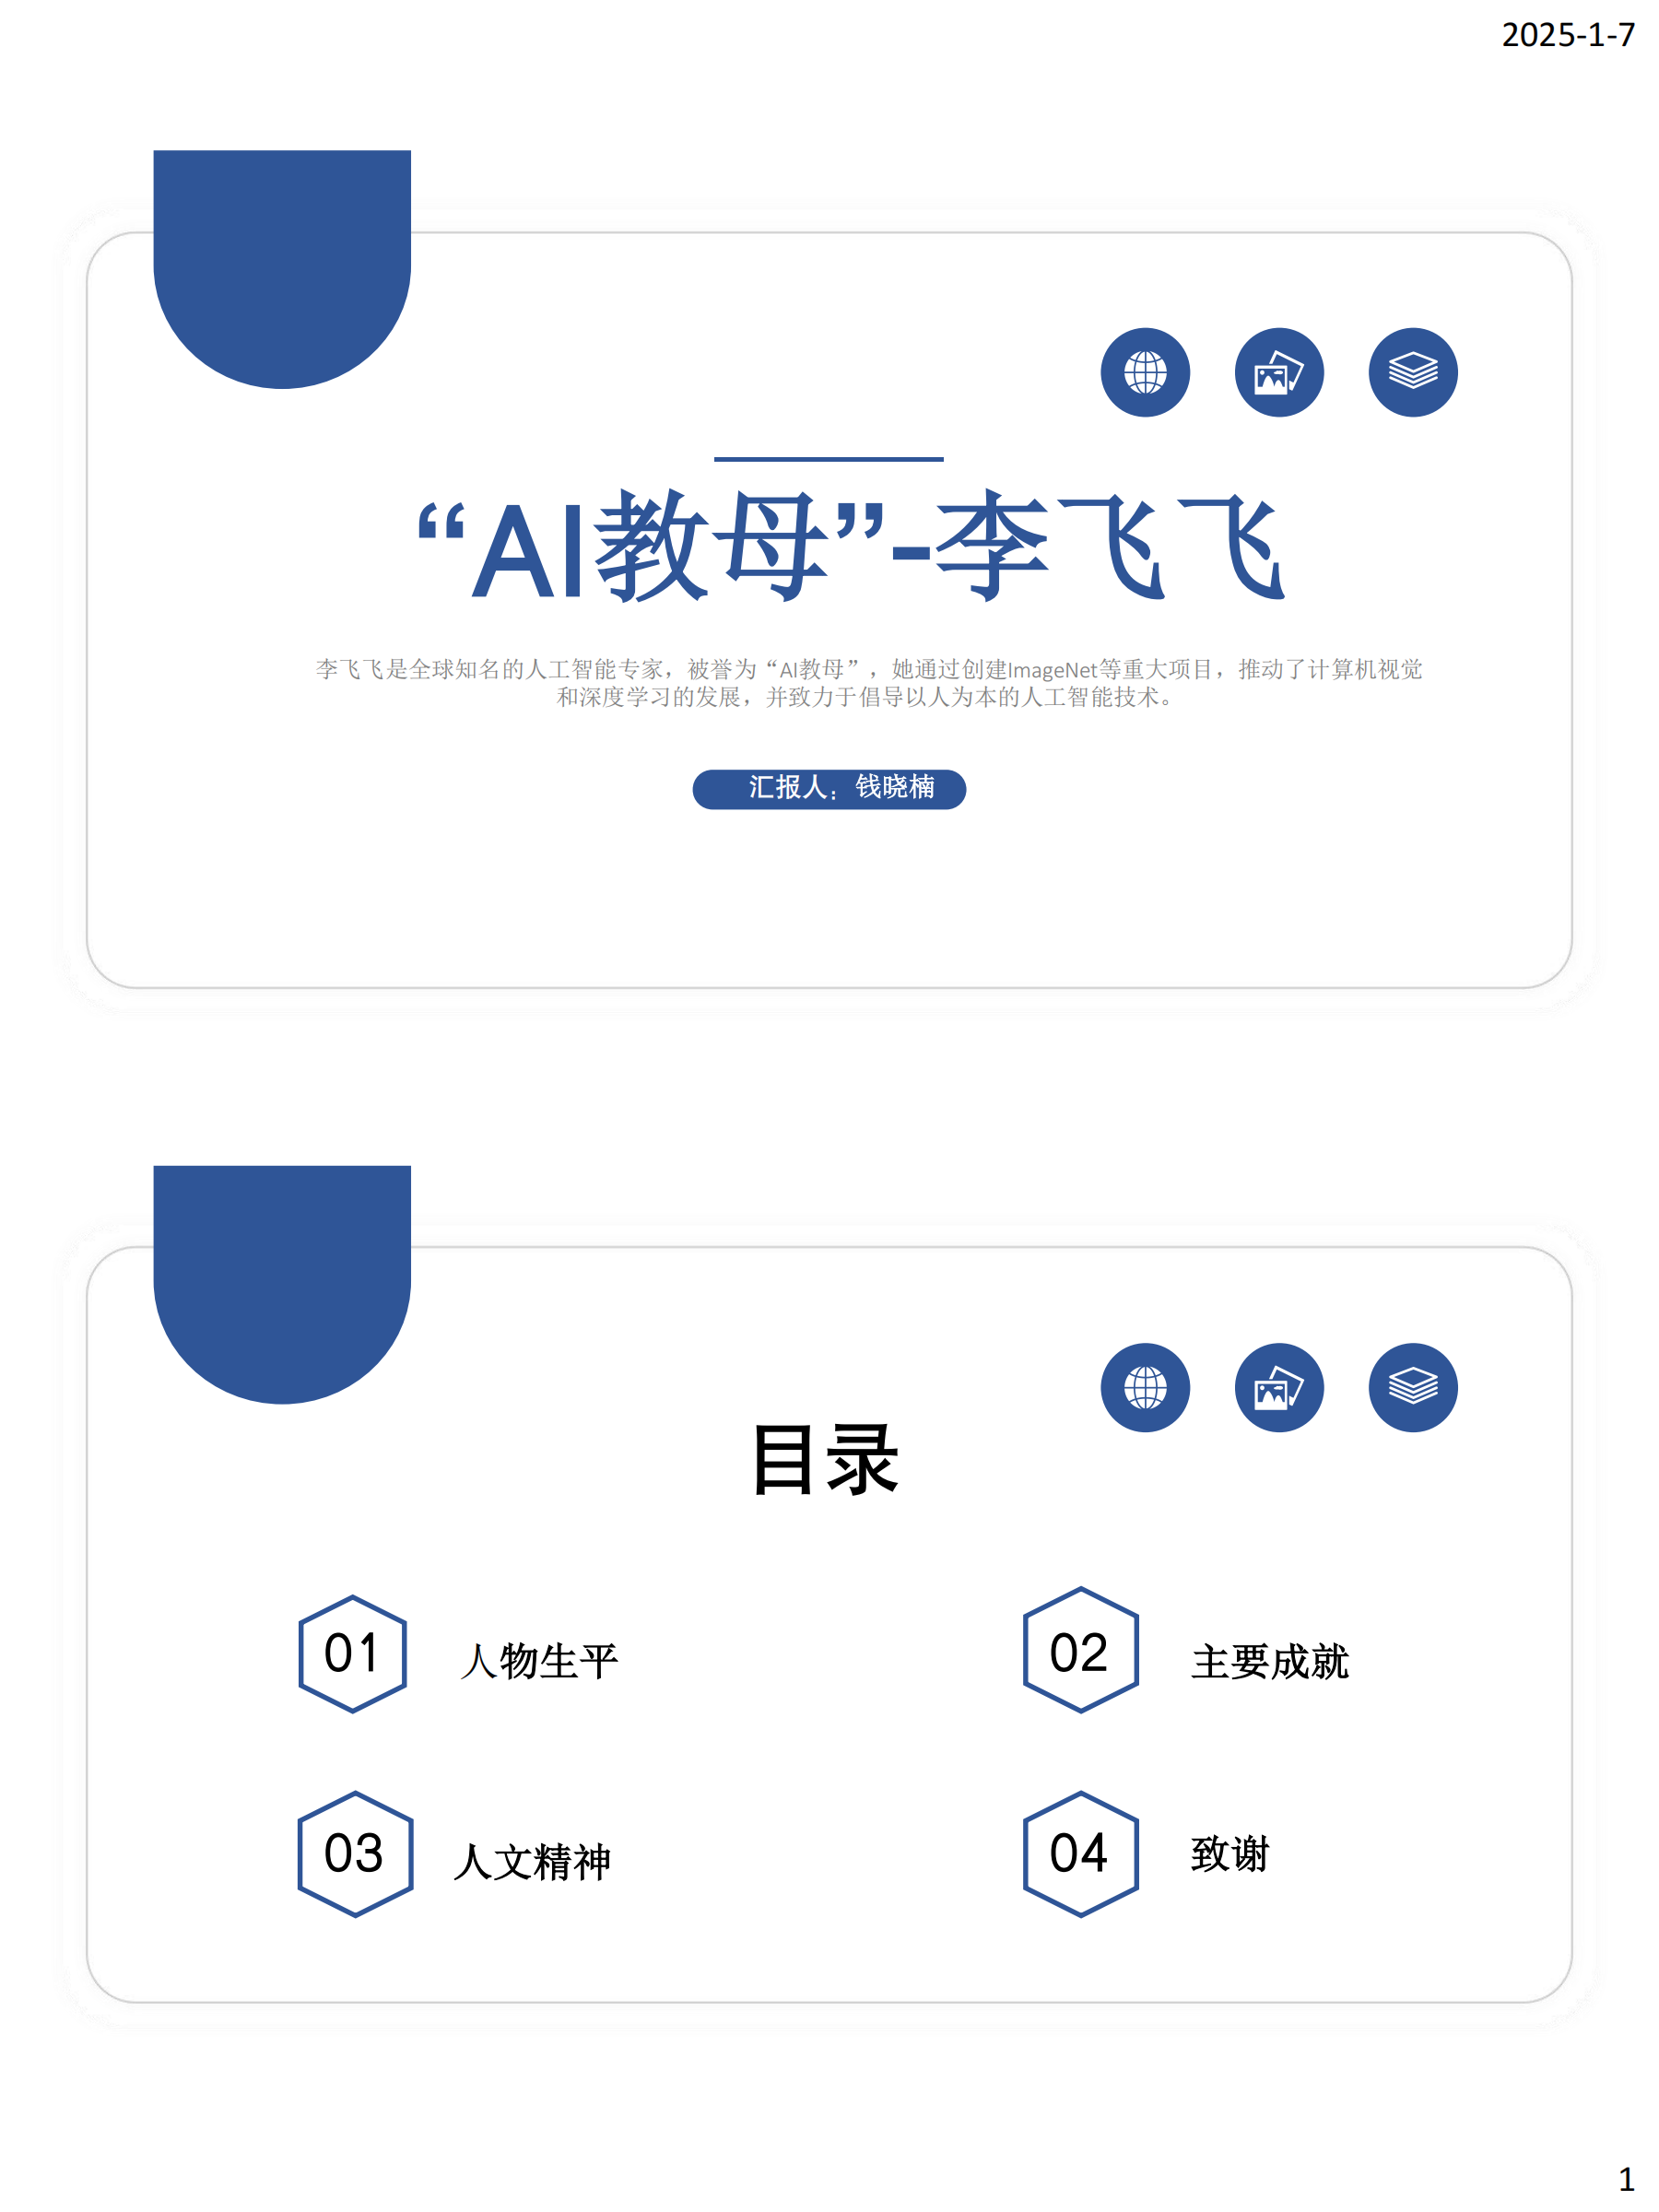 2025-1-7
“AI教母”-李飞飞
李飞飞是全球知名的人工智能专家，被誉为“AI教母”，她通过创建ImageNet等重大项目，推动了计算机视觉
和深度学习的发展，并致力于倡导以人为本的人工智能技术。
汇报人：钱晓楠
目录
01 人物生平
02 主要成就
03 人文精神
04 致谢
1